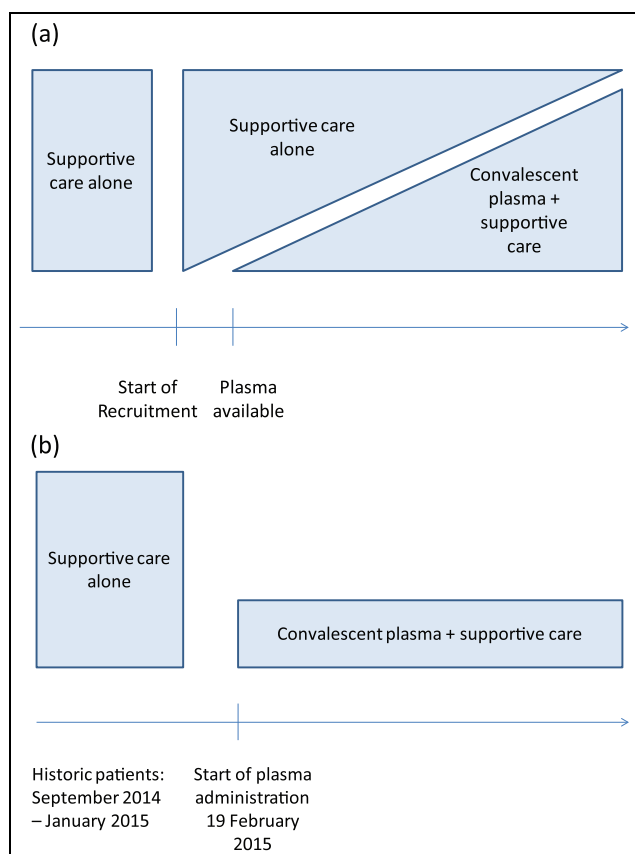 (a)
Supportive
care alone
Supportive care
alone
Convalescent
plasma +
supportive
care
Start of
Recruitment
Plasma
available
(b)
Supportive care
alone
Convalescent plasma + supportive care
Historic patients:
September 2014
– January 2015
Start of plasma
administration
19 February
2015